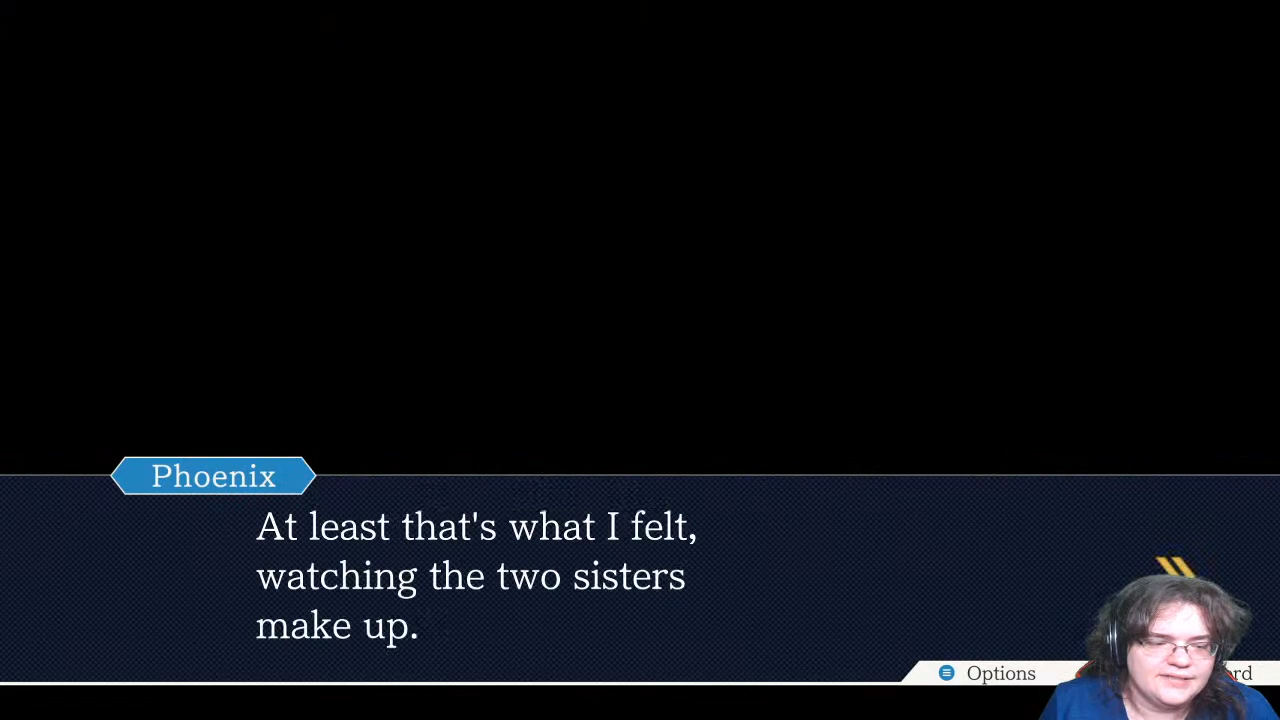 Phoenix
At least that's what I felt,
watching the two sisters
make up.
Options